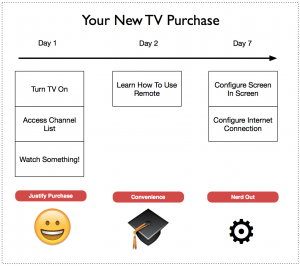 Your New TV Purchase
Day 1
Day 2
Day 7
Turn TV On
Learn How To Use
Remote
Configure Screen
In Screen
Access Channel
List
Configure Internet
Connection
Watch Something!
Justify Purchase
Convenience
Nerd Out